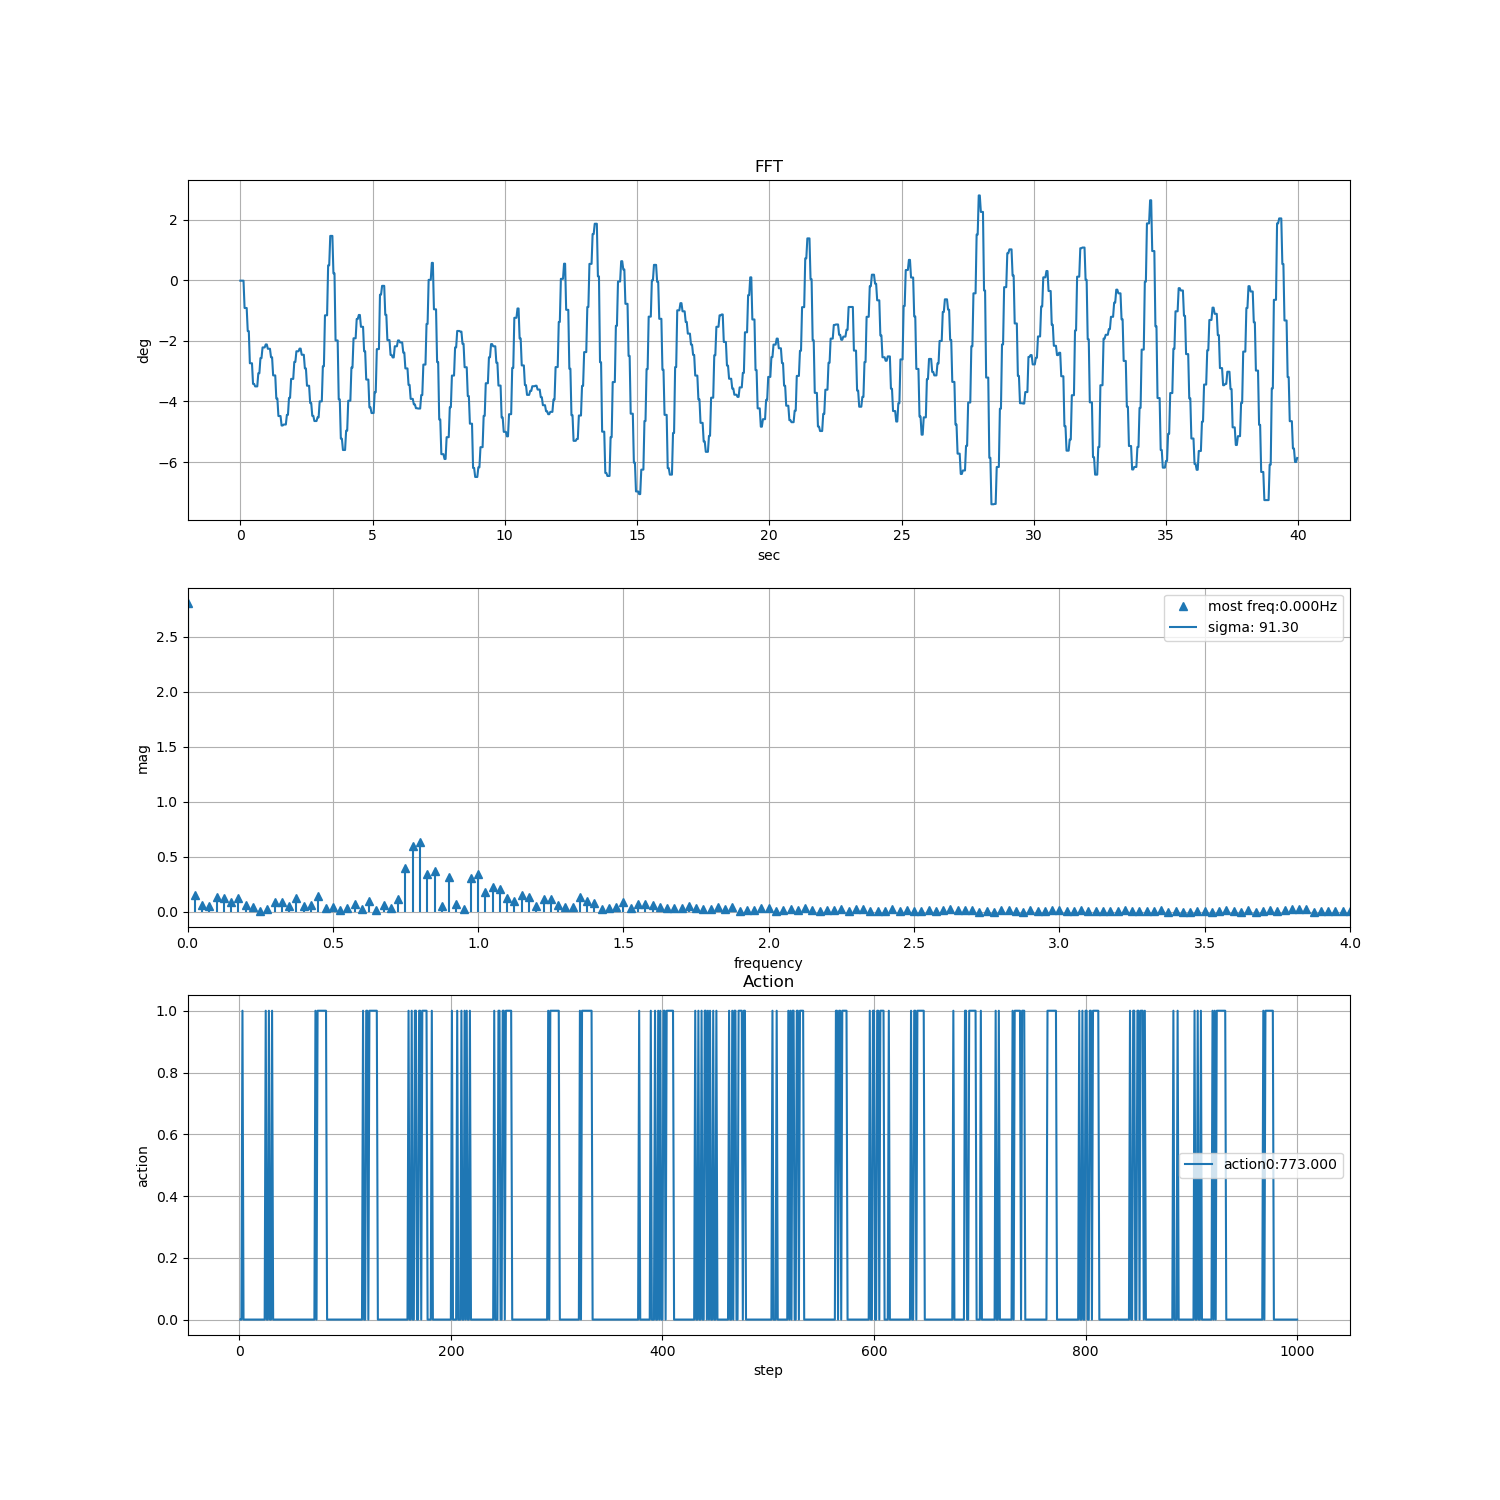 FFT
2
0
−2
−4
−6
deg
0 5 10 15 20 25 30 35 40
sec
most freq:0.000Hz
sigma: 91.30
2.5
2.0
1.5
1.0
0.5
0.0
mag
0.0 0.5 1.0 1.5 2.0 2.5 3.0 3.5 4.0
frequency
Action
1.0
0.8
0.6
0.4
0.2
0.0
action
action0:773.000
0 200 400 600 800 1000
step